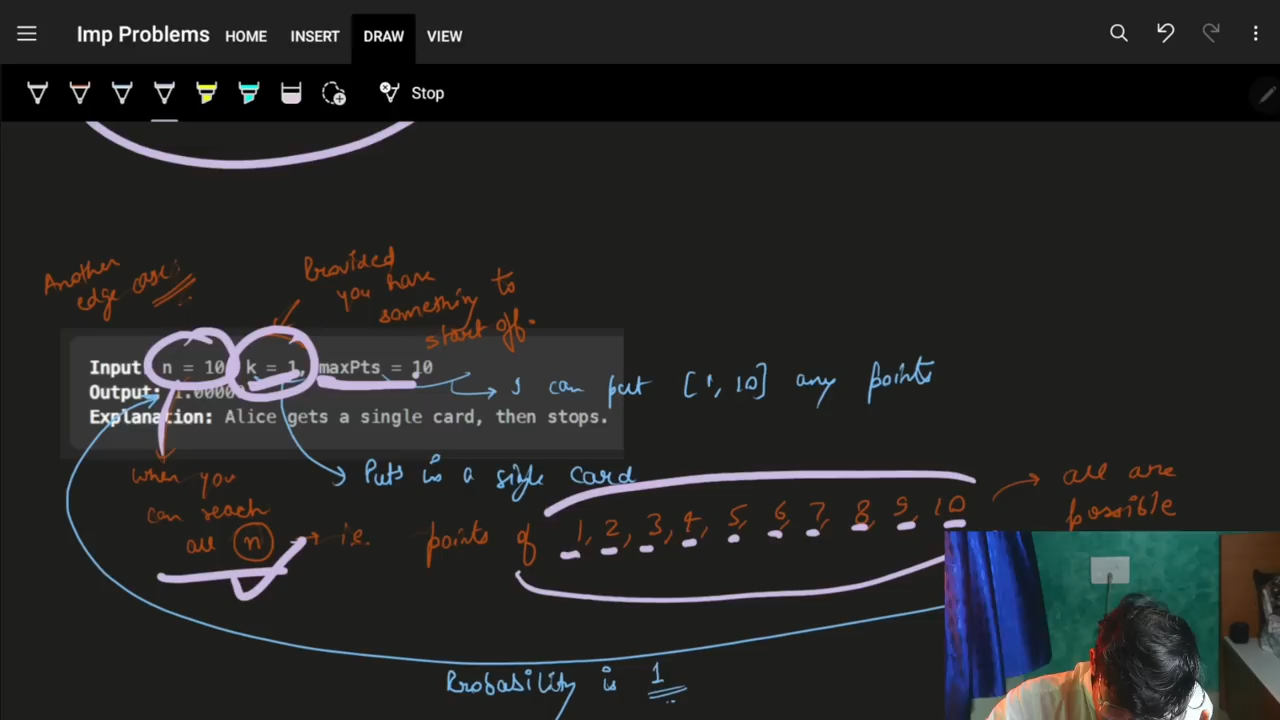 Imp Problems HOME INSERT DRAW VIEW
Stop
Another
edge case
Provided
you have
something to
start off.
Input: n = 10, k = 1, maxPts = 10
Output: 1.00000
Explanation: Alice gets a single card, then stops.
I can put [1, 10] any points
when you
can reach
all n
Puts in a single card
i.e. points of 1, 2, 3, 4, 5, 6, 7, 8, 9, 10
all are
possible
Probability is 1